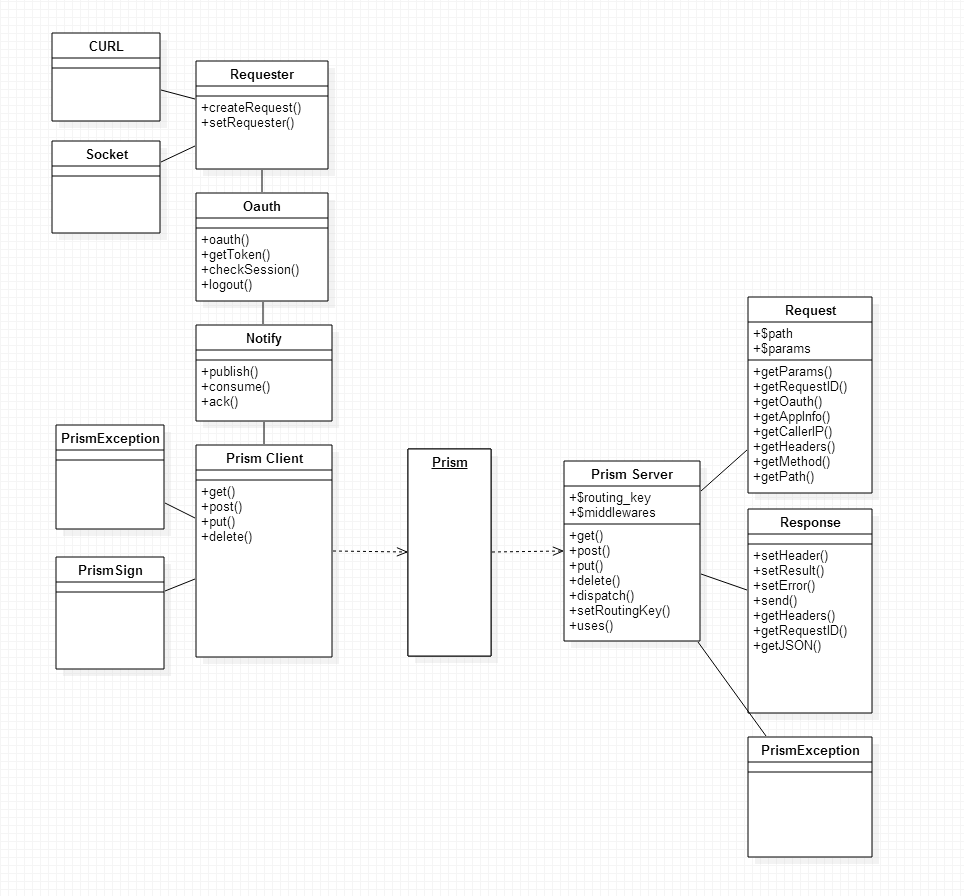 CURL
Requester
+createRequest()
+setRequester()
Socket
Oauth
+oauth()
+getToken()
+checkSession()
+logout()
Notify
+publish()
+consume()
+ack()
PrismException
Prism Client
+get()
+post()
+put()
+delete()
PrismSign
Prism
Prism Server
+$routing_key
+$middlewares
+get()
+post()
+put()
+delete()
+dispatch()
+setRoutingKey()
+uses()
Request
+$path
+$params
+getParams()
+getRequestID()
+getOauth()
+getAppInfo()
+getCallerIP()
+getHeaders()
+getMethod()
+getPath()
Response
+setHeader()
+setResult()
+setError()
+send()
+getHeaders()
+getRequestID()
+getJSON()
PrismException